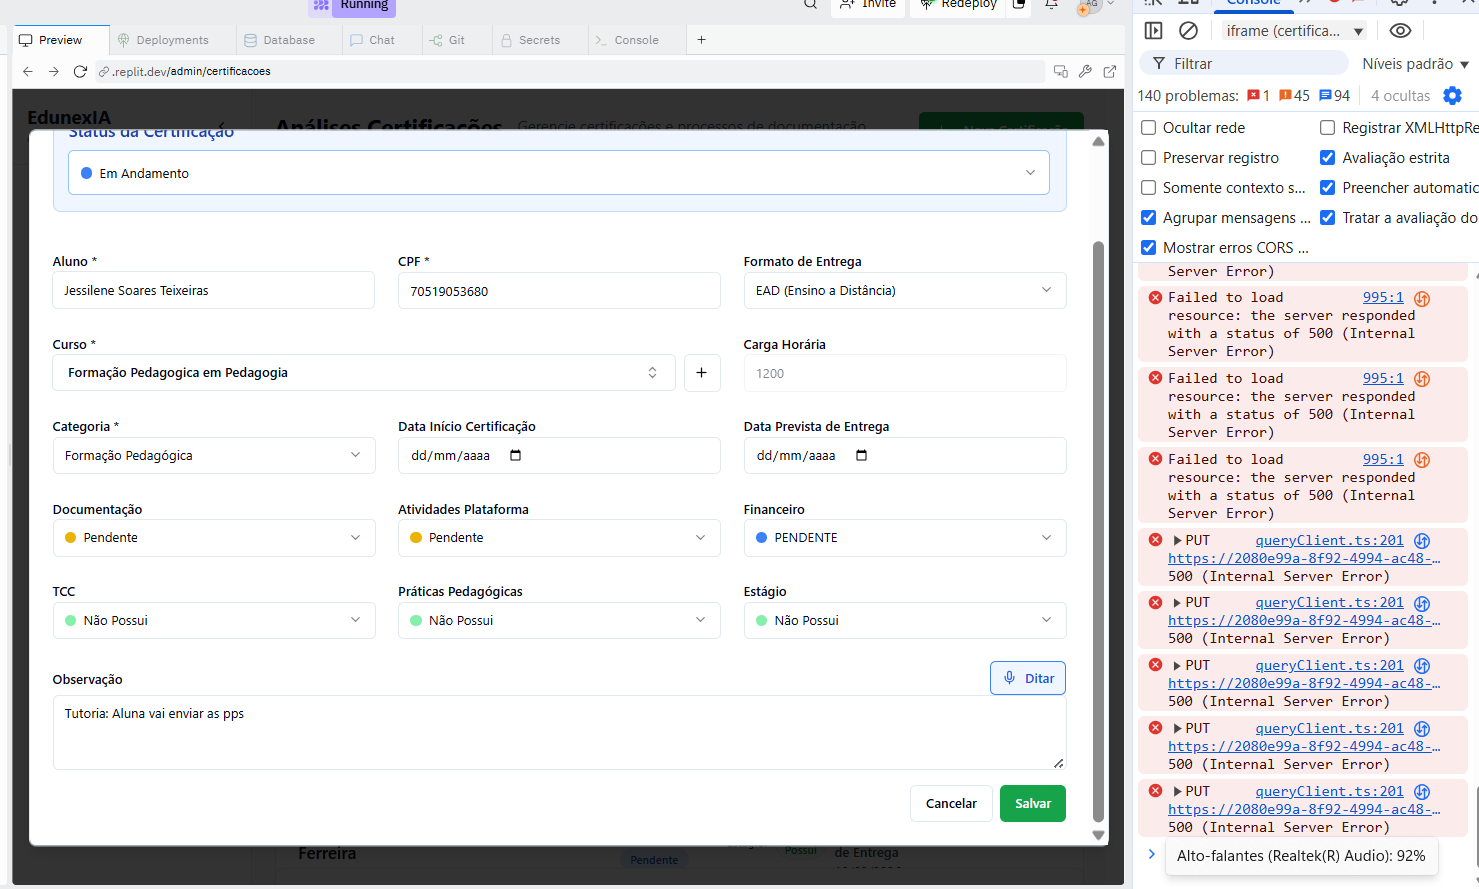 Running
Invite
Redeploy
AG
Console
Preview
Deployments
Database
Chat
Git
Secrets
Console
.replit.dev/admin/certificacoes
iframe (certifica...
Filtrar
Níveis padrão
140 problemas: 1 45 94 4 ocultas
Ocultar rede
Registrar XMLHttpRe
Preservar registro
Avaliação estrita
Somente contexto s...
Preencher automatic
Agrupar mensagens ...
Tratar a avaliação do
Mostrar erros CORS ...
EdunexIA
Análises Certificações
Gerencie certificações e processos de documentação
Status da Certificação
Em Andamento
Aluno *
CPF *
Formato de Entrega
Jessilene Soares Teixeiras
70519053680
EAD (Ensino a Distância)
Curso *
Carga Horária
Formação Pedagogica em Pedagogia
1200
Categoria *
Data Início Certificação
Data Prevista de Entrega
Formação Pedagógica
dd/mm/aaaa
dd/mm/aaaa
Documentação
Atividades Plataforma
Financeiro
Pendente
Pendente
PENDENTE
TCC
Práticas Pedagógicas
Estágio
Não Possui
Não Possui
Não Possui
Observação
Ditar
Tutoria: Aluna vai enviar as pps
Cancelar
Salvar
Ferreira
Pendente
Possui
de Entrega
Server Error)
Failed to load 995:1
resource: the server responded
with a status of 500 (Internal
Server Error)
Failed to load 995:1
resource: the server responded
with a status of 500 (Internal
Server Error)
Failed to load 995:1
resource: the server responded
with a status of 500 (Internal
Server Error)
PUT queryClient.ts:201
https://2080e99a-8f92-4994-ac48-...
500 (Internal Server Error)
PUT queryClient.ts:201
https://2080e99a-8f92-4994-ac48-...
500 (Internal Server Error)
PUT queryClient.ts:201
https://2080e99a-8f92-4994-ac48-...
500 (Internal Server Error)
PUT queryClient.ts:201
https://2080e99a-8f92-4994-ac48-...
500 (Internal Server Error)
PUT queryClient.ts:201
https://2080e99a-8f92-4994-ac48-...
500 (Internal Server Error)
Alto-falantes (Realtek(R) Audio): 92%